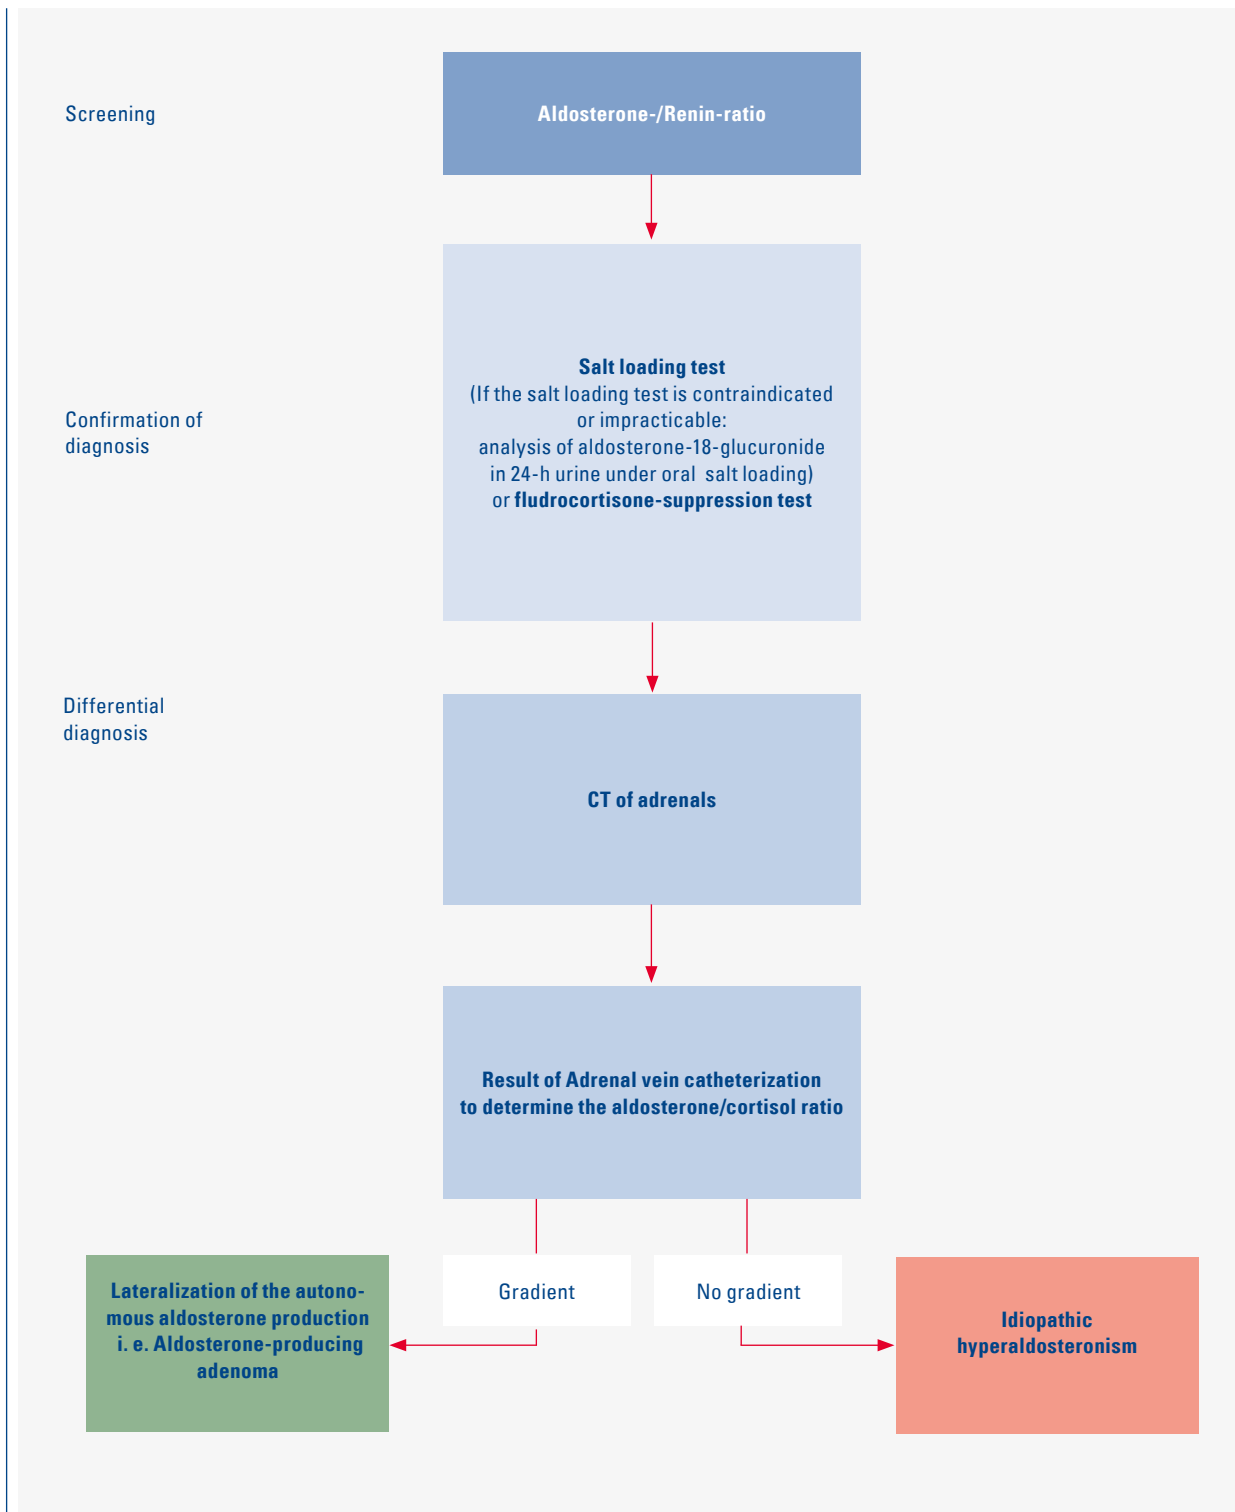 Screening
Aldosterone-/Renin-ratio
Confirmation of
diagnosis
Salt loading test
(If the salt loading test is contraindicated
or impracticable:
analysis of aldosterone-18-glucuronide
in 24-h urine under oral salt loading)
or fludrocortisone-suppression test
Differential
diagnosis
CT of adrenals
Result of Adrenal vein catheterization
to determine the aldosterone/cortisol ratio
Gradient
No gradient
Lateralization of the autono-
mous aldosterone production
i. e. Aldosterone-producing
adenoma
Idiopathic
hyperaldosteronism